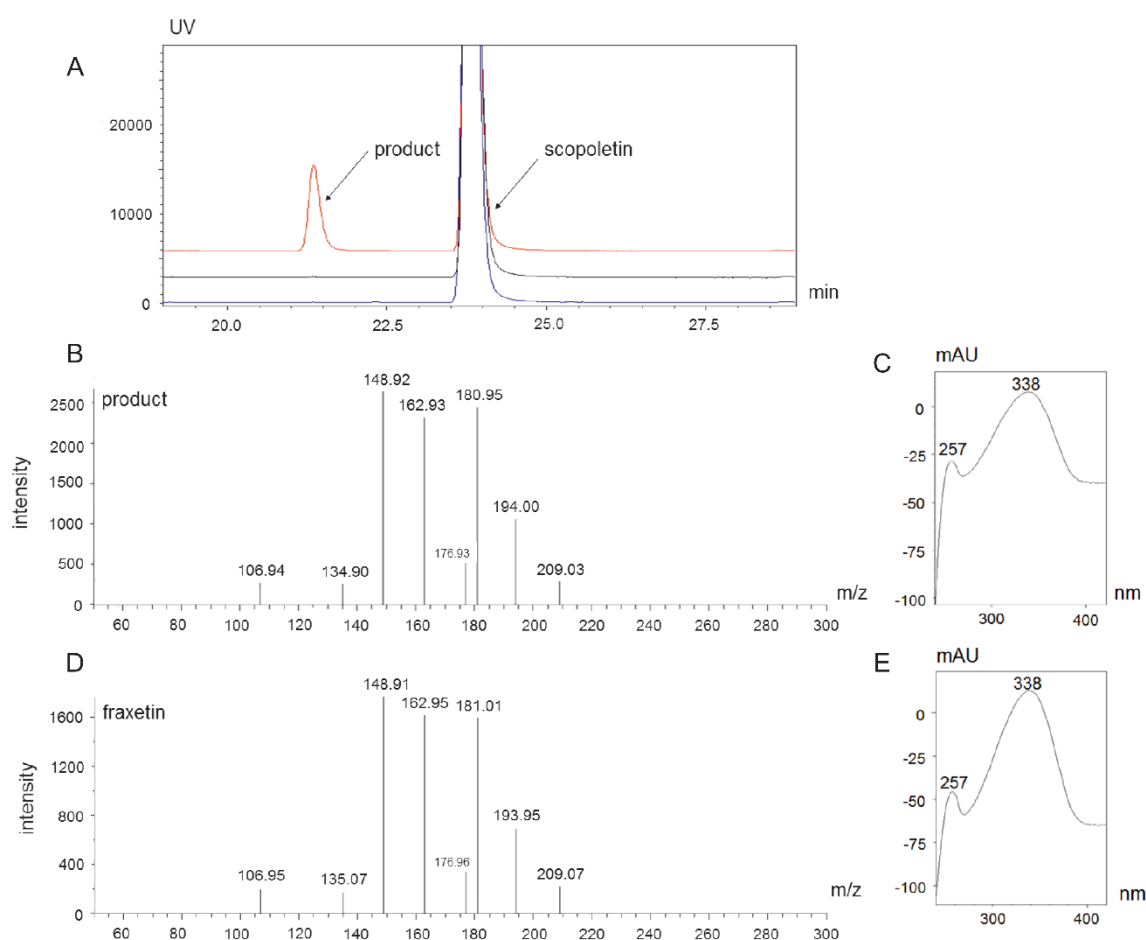 UV
A
20000
product
scopoletin
10000
0
min
20.0 22.5 25.0 27.5
B
product
2500
2000
1500
1000
500
0
intensity
148.92
162.93
180.95
194.00
176.93
106.94
134.90
209.03
m/z
60 80 100 120 140 160 180 200 220 240 260 280 300
C
mAU
338
257
0
-25
-50
-75
-100
nm
300 400
D
fraxetin
1600
1200
800
400
0
intensity
148.91
162.95
181.01
193.95
176.96
106.95
135.07
209.07
m/z
60 80 100 120 140 160 180 200 220 240 260 280 300
E
mAU
338
257
0
-25
-50
-75
-100
nm
300 400